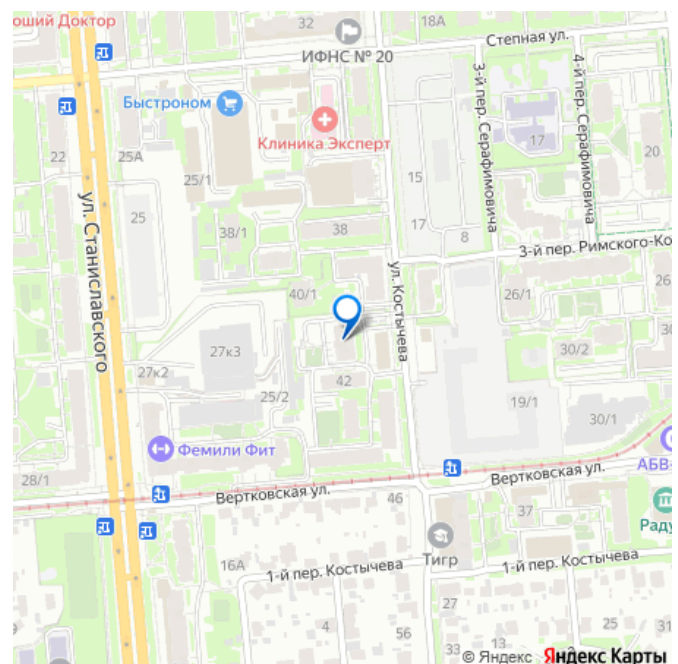 оший Доктор
32
18А
Степная ул.
ИФНС № 20
Быстроном
Клиника Эксперт
3-й пер. Серафимовича
4-й пер. Серафимовича
22
25А
25/1
17
20
15
ул. Станиславского
25
38/1
38
17
8
3-й пер. Римского-Ко
ул. Костычева
40/1
26/1
27к3
30/2
27к2
25/2
42
19/1
30/1
Фемили Фит
28/1
Вертковская ул.
46
Вертковская ул.
АБВ-
37
Раду
Тигр
16А
1-й пер. Костычева
1-й пер. Костычева
27
4
56
33
13
25
31
29
© Яндекс Яндекс Карты